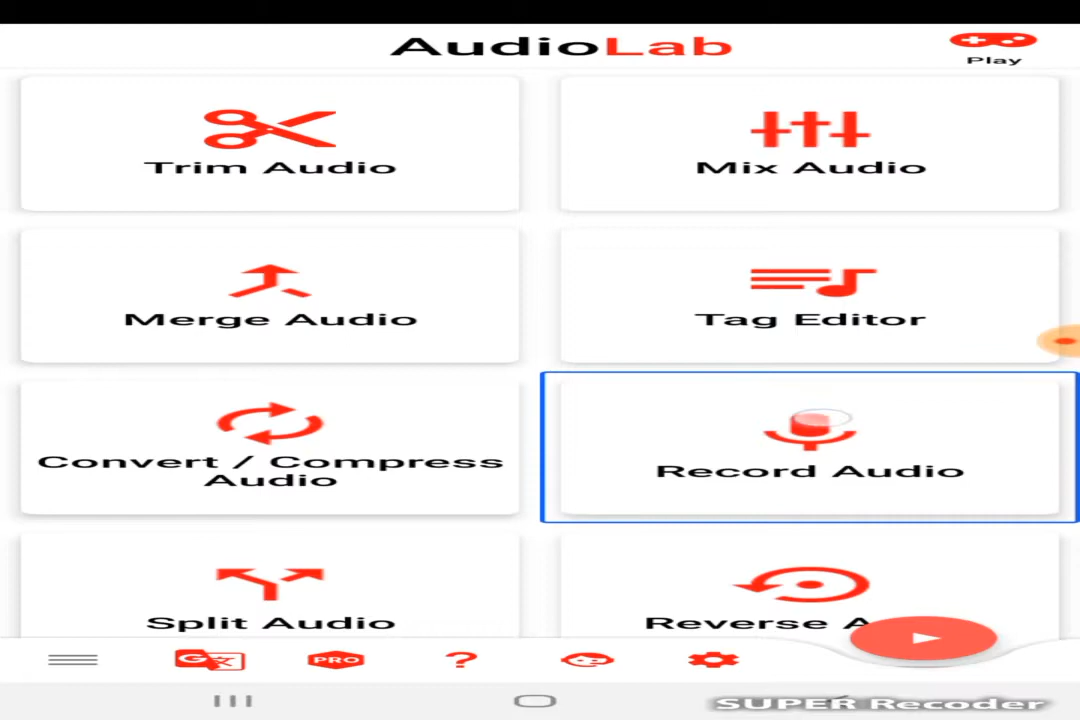 AudioLab
Play
Trim Audio
Mix Audio
Merge Audio
Tag Editor
Convert / Compress
Audio
Record Audio
Split Audio
Reverse A
PRO
?
SUPER Recoder